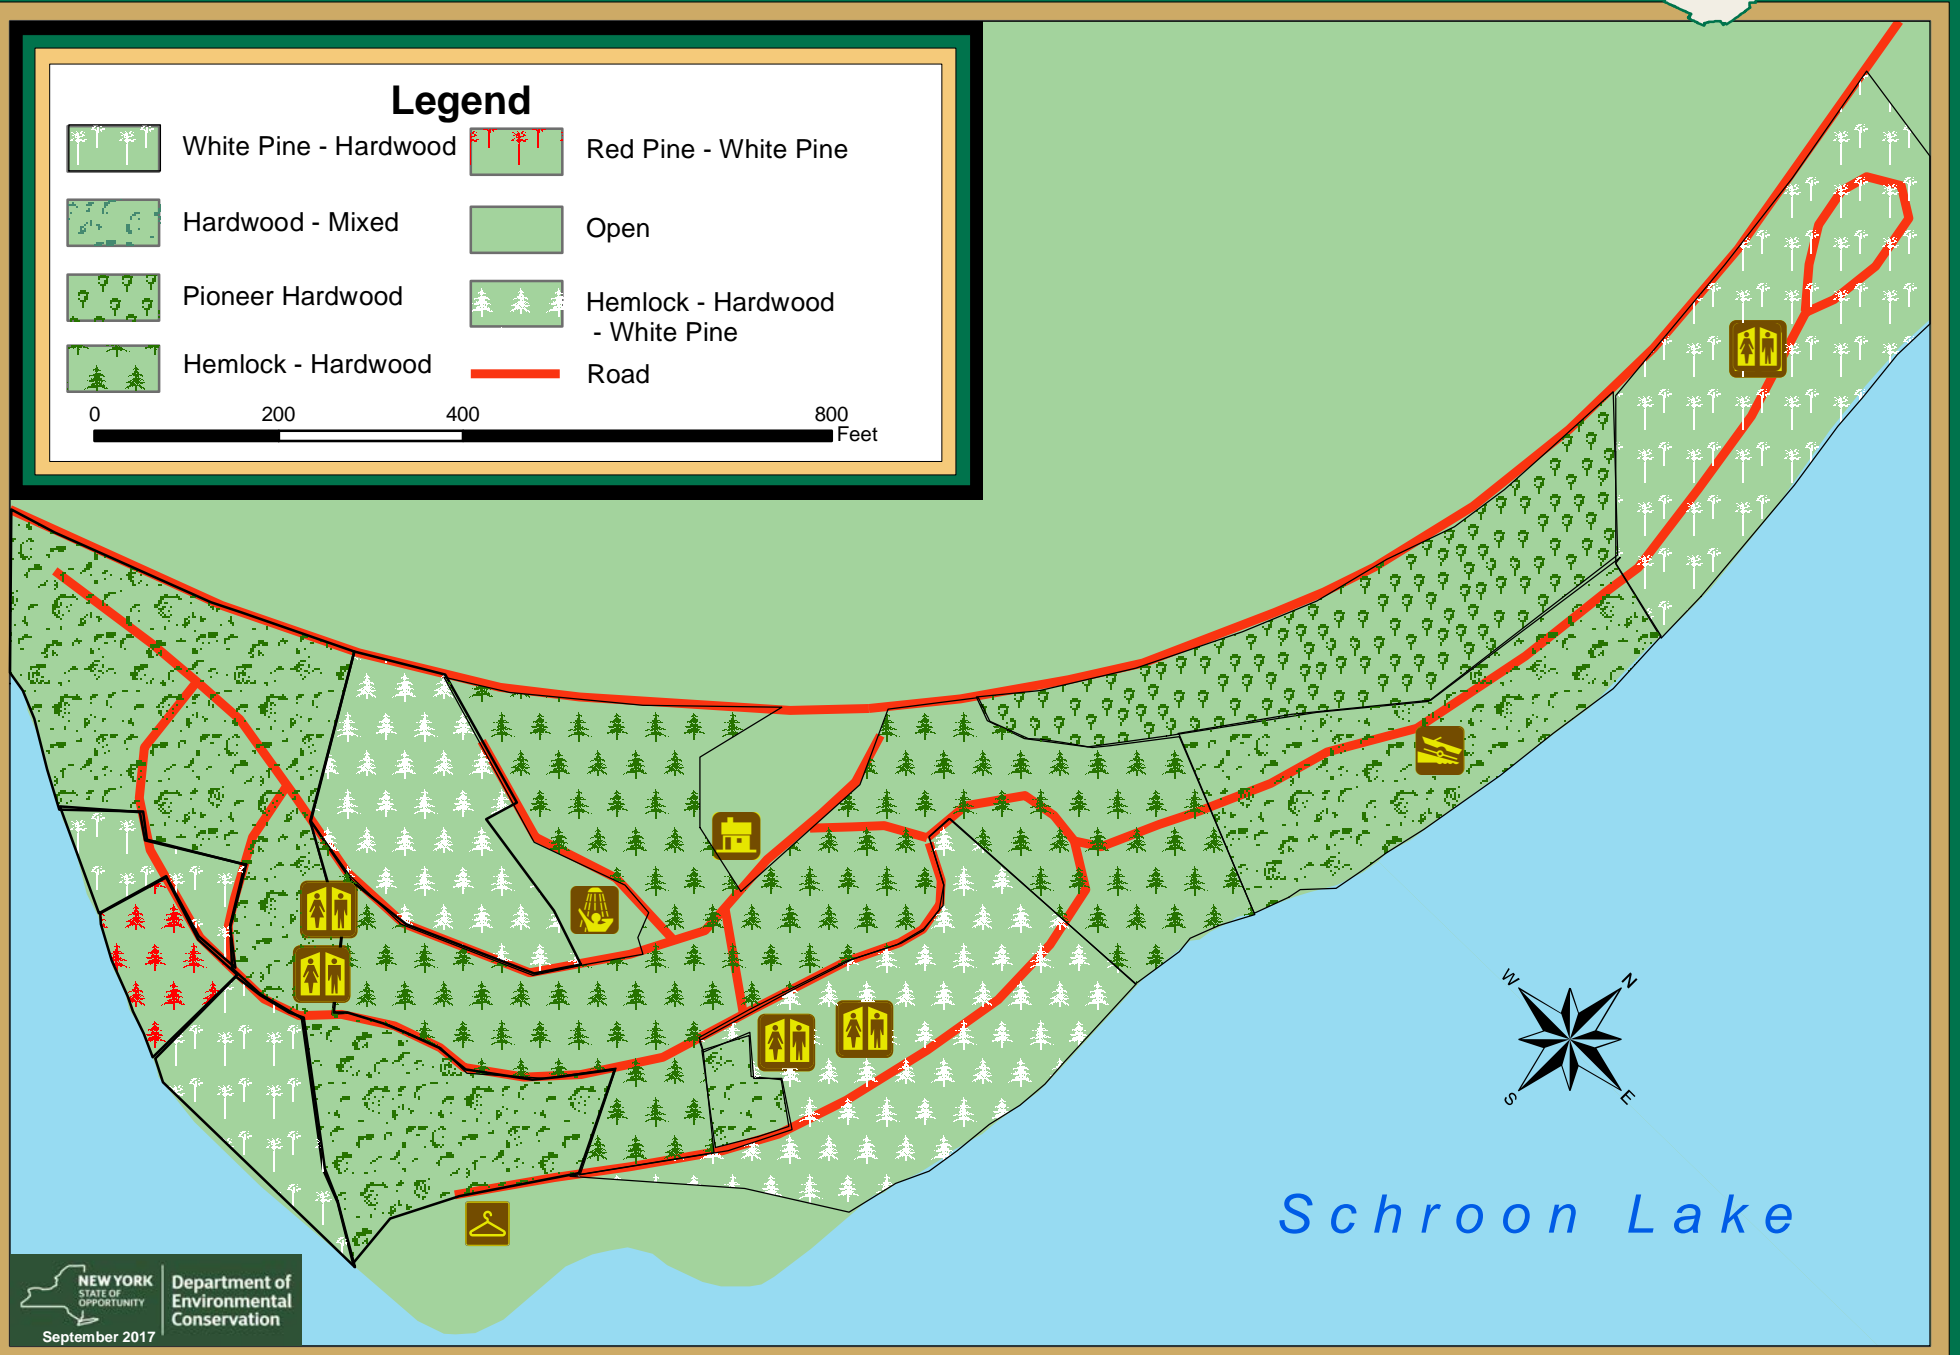 Legend
White Pine - Hardwood
Red Pine - White Pine
Hardwood - Mixed
Open
Pioneer Hardwood
Hemlock - Hardwood
- White Pine
Hemlock - Hardwood
Road
0 200 400 800
Feet
W
N
S
E
Schroon Lake
NEW YORK
STATE OF
OPPORTUNITY
Department of
Environmental
Conservation
September 2017